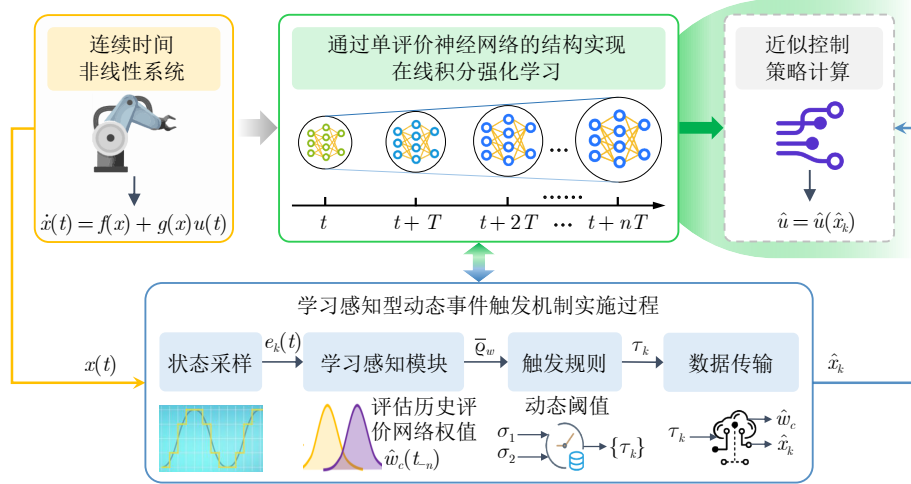 连续时间
非线性系统
ẋ(t) = f(x) + g(x)u(t)
通过单评价神经网络的结构实现
在线积分强化学习
...
......
t
t + T
t + 2T
...
t + nT
近似控制
策略计算
û = û(x̂ₖ)
学习感知型动态事件触发机制实施过程
x(t)
状态采样
eₖ(t)
学习感知模块
ϱ̅_w
触发规则
τₖ
数据传输
x̂ₖ
评估历史评
价网络权值
ŵ_c(t₋ₙ)
动态阈值
σ₁
σ₂
{τₖ}
τₖ
ŵ_c
x̂ₖ